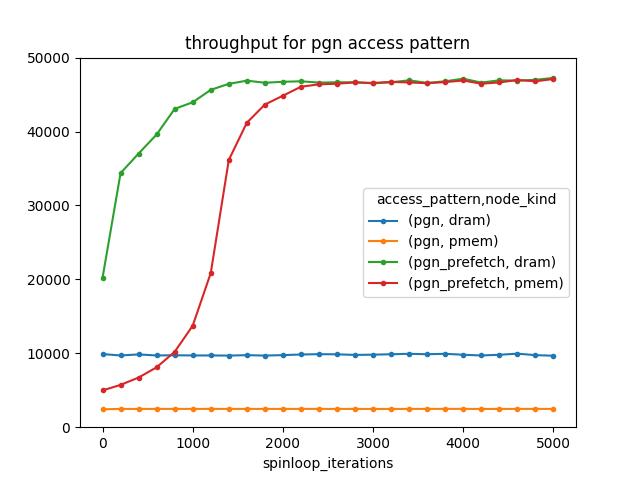 throughput for pgn access pattern
50000
40000
30000
20000
10000
0
access_pattern,node_kind
(pgn, dram)
(pgn, pmem)
(pgn_prefetch, dram)
(pgn_prefetch, pmem)
0 1000 2000 3000 4000 5000
spinloop_iterations